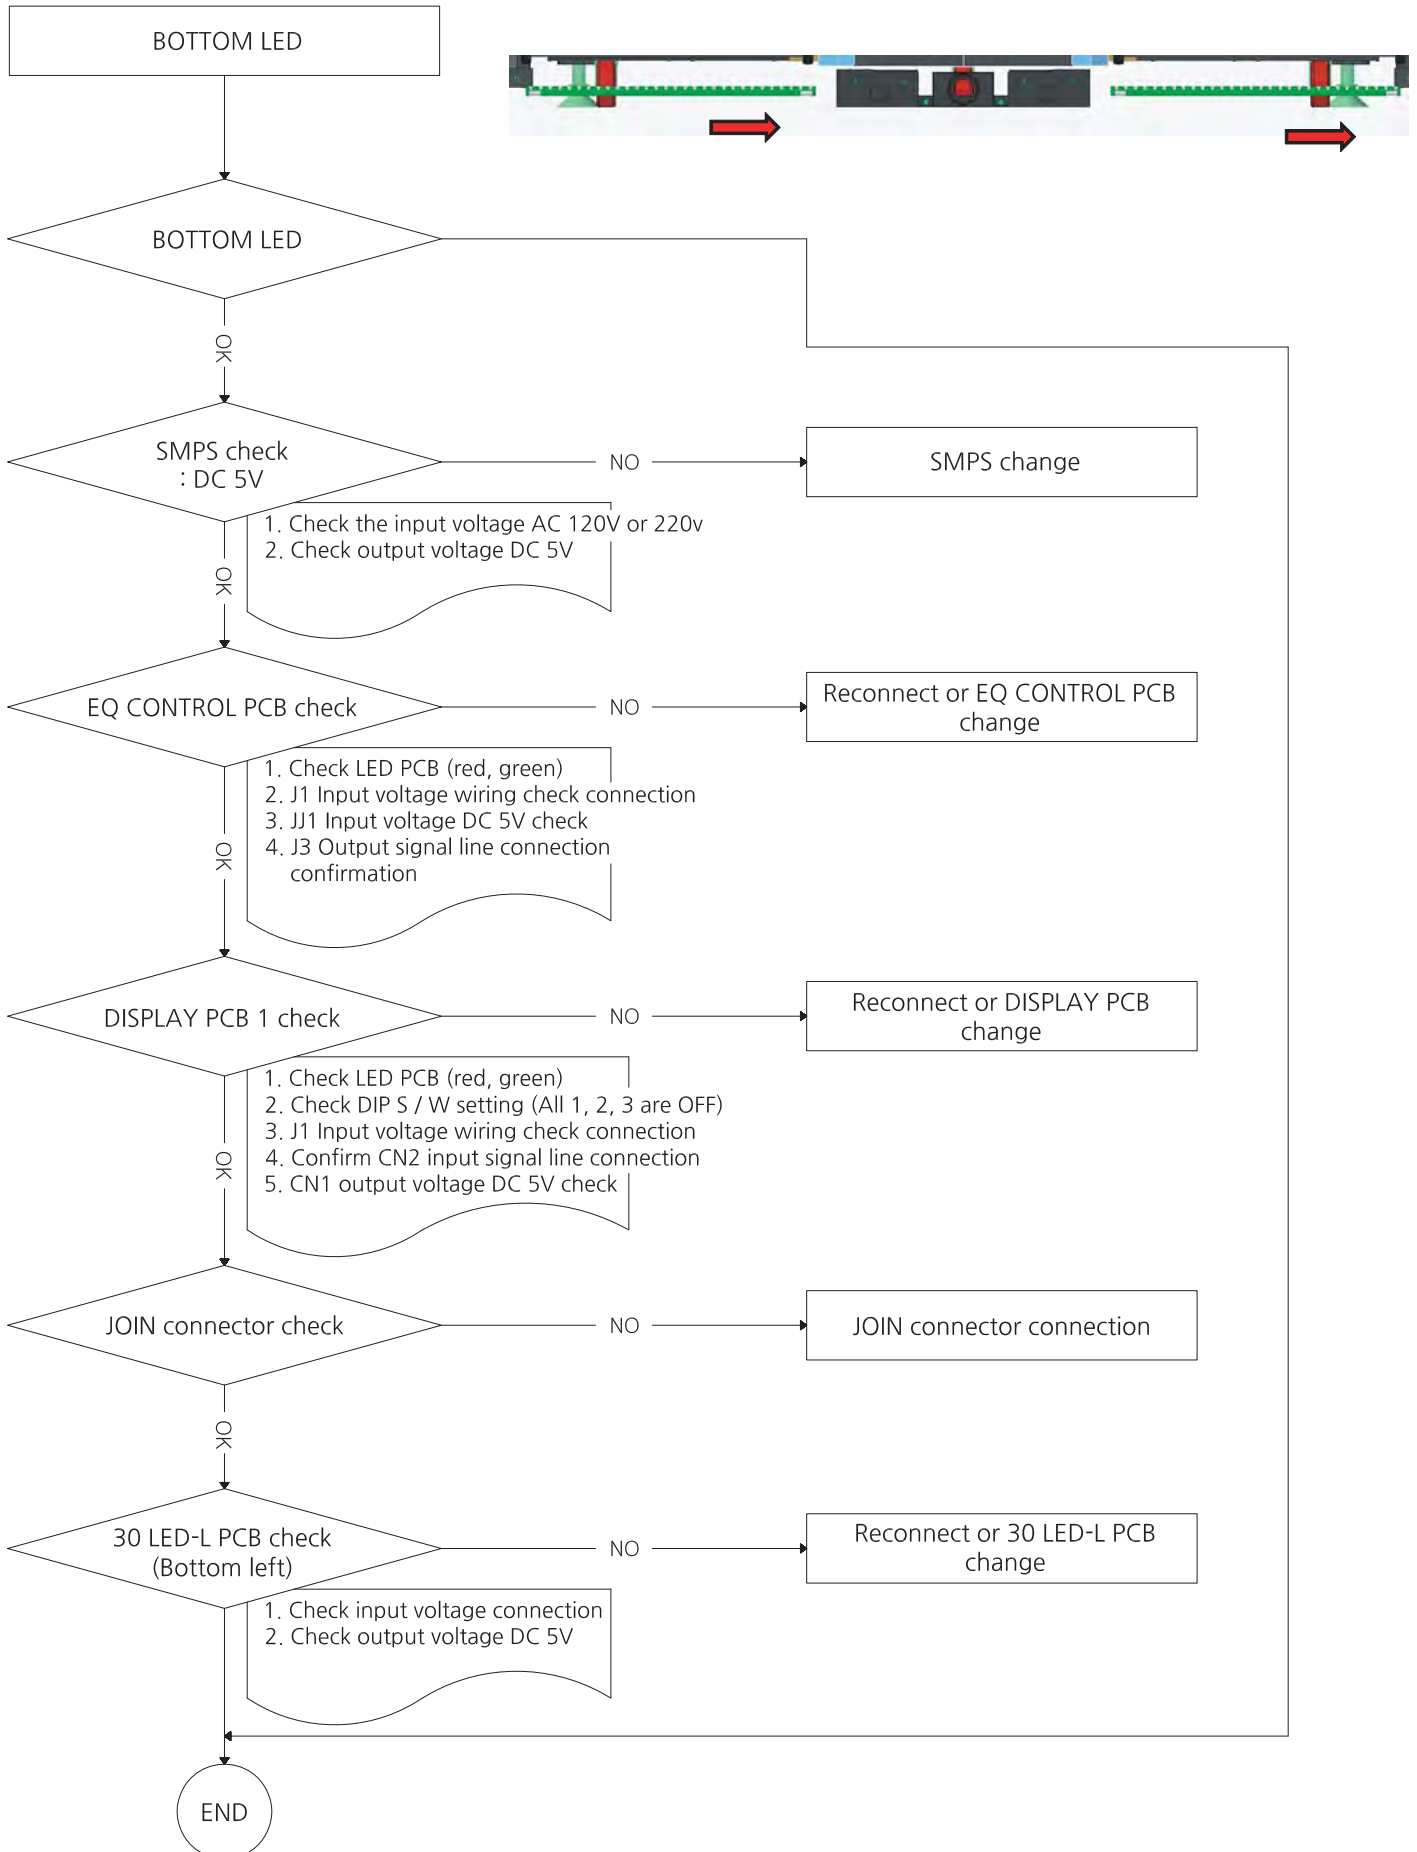 BOTTOM LED
BOTTOM LED
OK
SMPS check
: DC 5V
NO
SMPS change
1. Check the input voltage AC 120V or 220v
2. Check output voltage DC 5V
OK
EQ CONTROL PCB check
NO
Reconnect or EQ CONTROL PCB
change
1. Check LED PCB (red, green)
2. J1 Input voltage wiring check connection
3. JJ1 Input voltage DC 5V check
4. J3 Output signal line connection
confirmation
OK
DISPLAY PCB 1 check
NO
Reconnect or DISPLAY PCB
change
1. Check LED PCB (red, green)
2. Check DIP S / W setting (All 1, 2, 3 are OFF)
3. J1 Input voltage wiring check connection
4. Confirm CN2 input signal line connection
5. CN1 output voltage DC 5V check
OK
JOIN connector check
NO
JOIN connector connection
OK
30 LED-L PCB check
(Bottom left)
NO
Reconnect or 30 LED-L PCB
change
1. Check input voltage connection
2. Check output voltage DC 5V
END